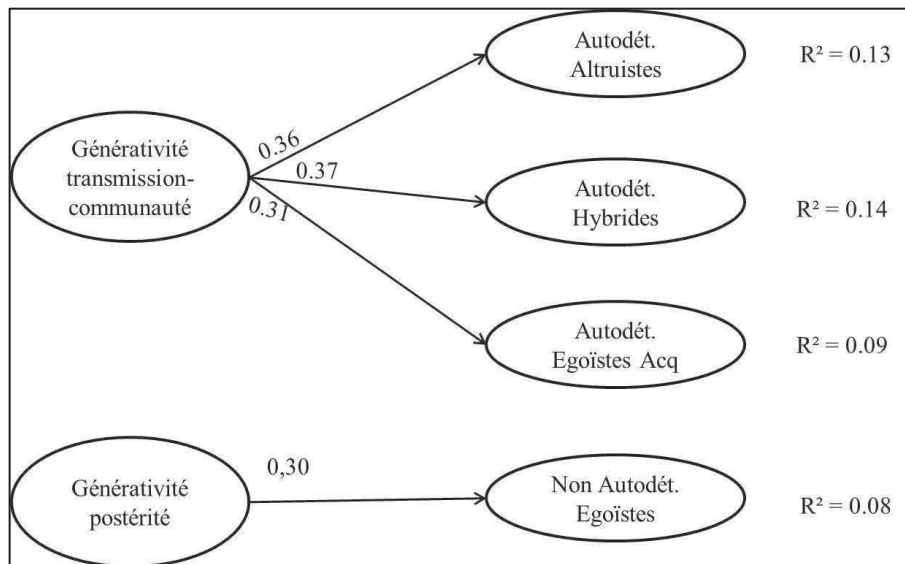 Autodét.
Altruistes
R² = 0.13
Générativité
transmission-
communauté
0.36
0.37
0.31
Autodét.
Hybrides
R² = 0.14
Autodét.
Egoïstes Acq
R² = 0.09
Générativité
postérité
0,30
Non Autodét.
Egoïstes
R² = 0.08